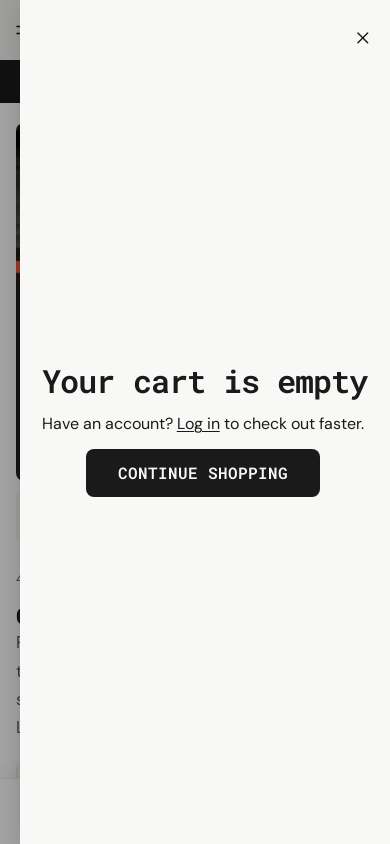 Your cart is empty
Have an account? Log in to check out faster.
CONTINUE SHOPPING